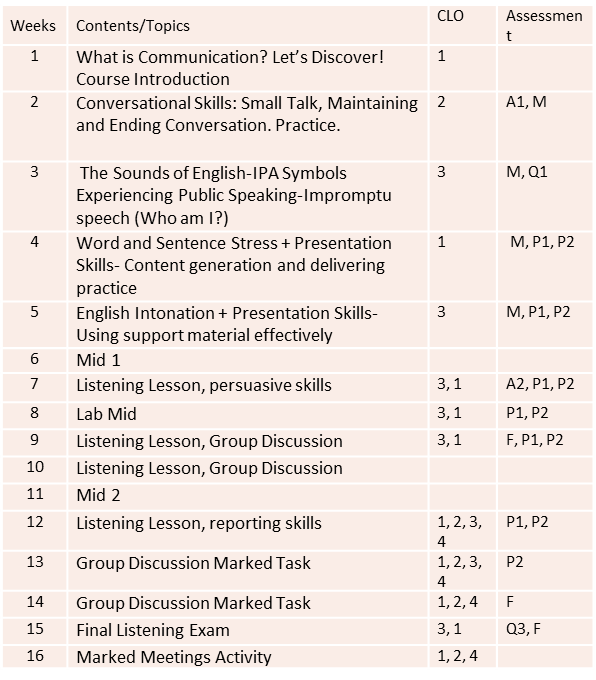 Weeks Contents/Topics CLO Assessmen
t
1 What is Communication? Let's Discover! 1
Course Introduction
2 Conversational Skills: Small Talk, Maintaining 2 A1, M
and Ending Conversation. Practice.
3 The Sounds of English-IPA Symbols 3 M, Q1
Experiencing Public Speaking-Impromptu
speech (Who am I?)
4 Word and Sentence Stress + Presentation 1 M, P1, P2
Skills- Content generation and delivering
practice
5 English Intonation + Presentation Skills- 3 M, P1, P2
Using support material effectively
6 Mid 1
7 Listening Lesson, persuasive skills 3, 1 A2, P1, P2
8 Lab Mid 3, 1 P1, P2
9 Listening Lesson, Group Discussion 3, 1 F, P1, P2
10 Listening Lesson, Group Discussion
11 Mid 2
12 Listening Lesson, reporting skills 1, 2, 3, P1, P2
4
13 Group Discussion Marked Task 1, 2, 3, P2
4
14 Group Discussion Marked Task 1, 2, 4 F
15 Final Listening Exam 3, 1 Q3, F
16 Marked Meetings Activity 1, 2, 4